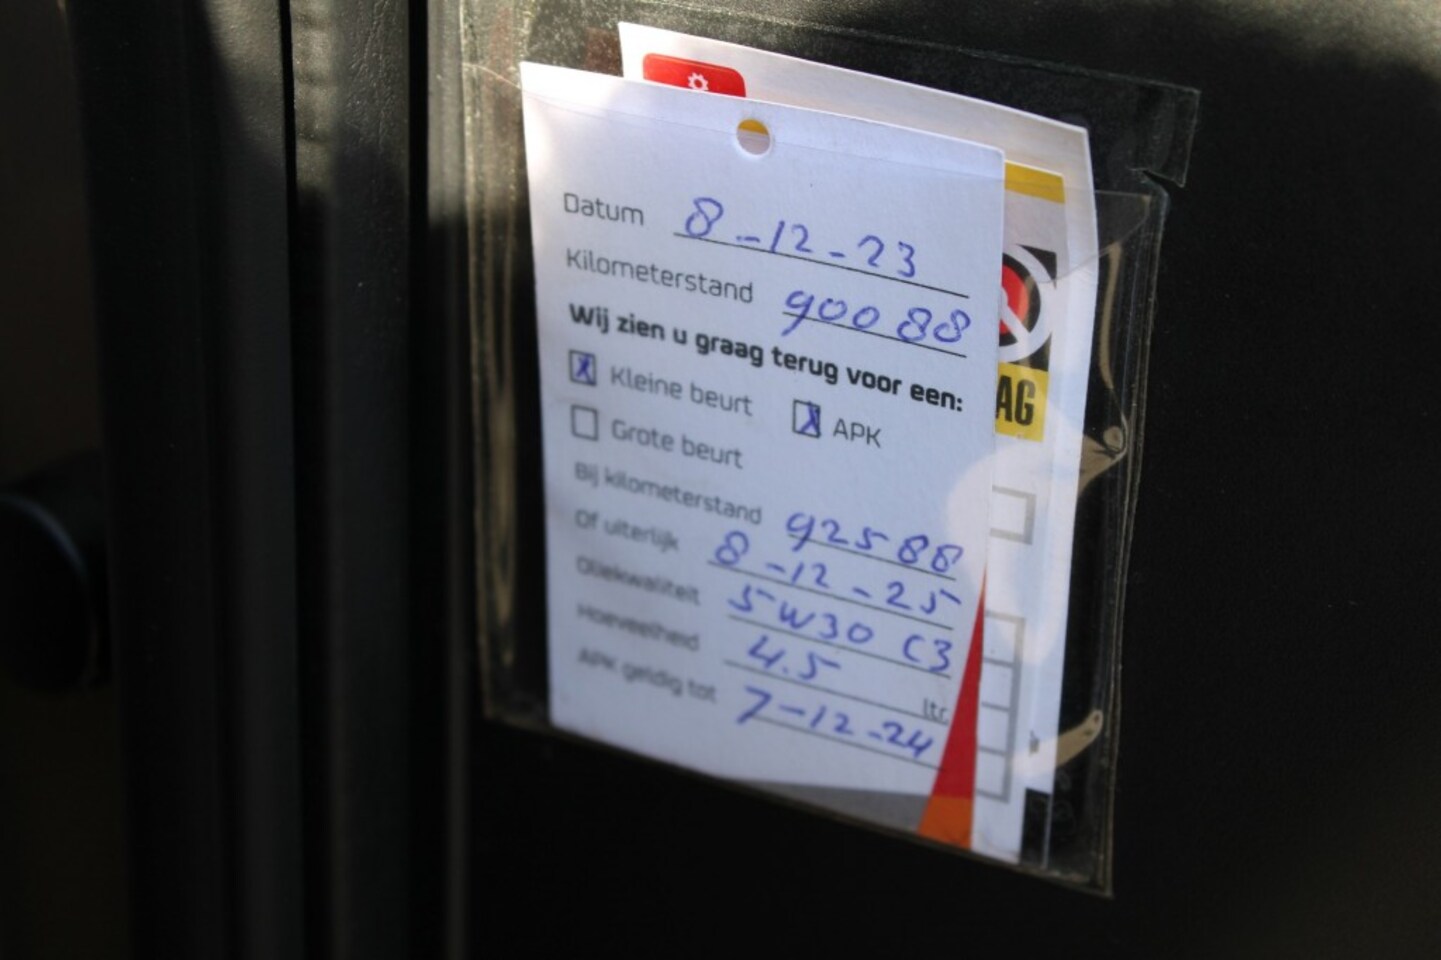 Datum 8-12-23
Kilometerstand 90088
Wij zien u graag terug voor een:
Kleine beurt APK
Grote beurt
Bij kilometerstand 92588
Of uiterlijk 8-12-25
Oliekwaliteit 5W30 C3
Hoeveelheid 4.5 ltr.
APK geldig tot 7-12-24
AG